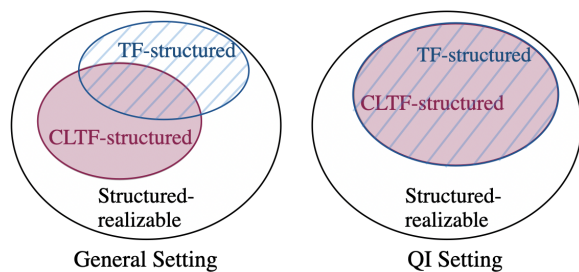 TF-structured
CLTF-structured
Structured-
realizable
General Setting
TF-structured
CLTF-structured
Structured-
realizable
QI Setting